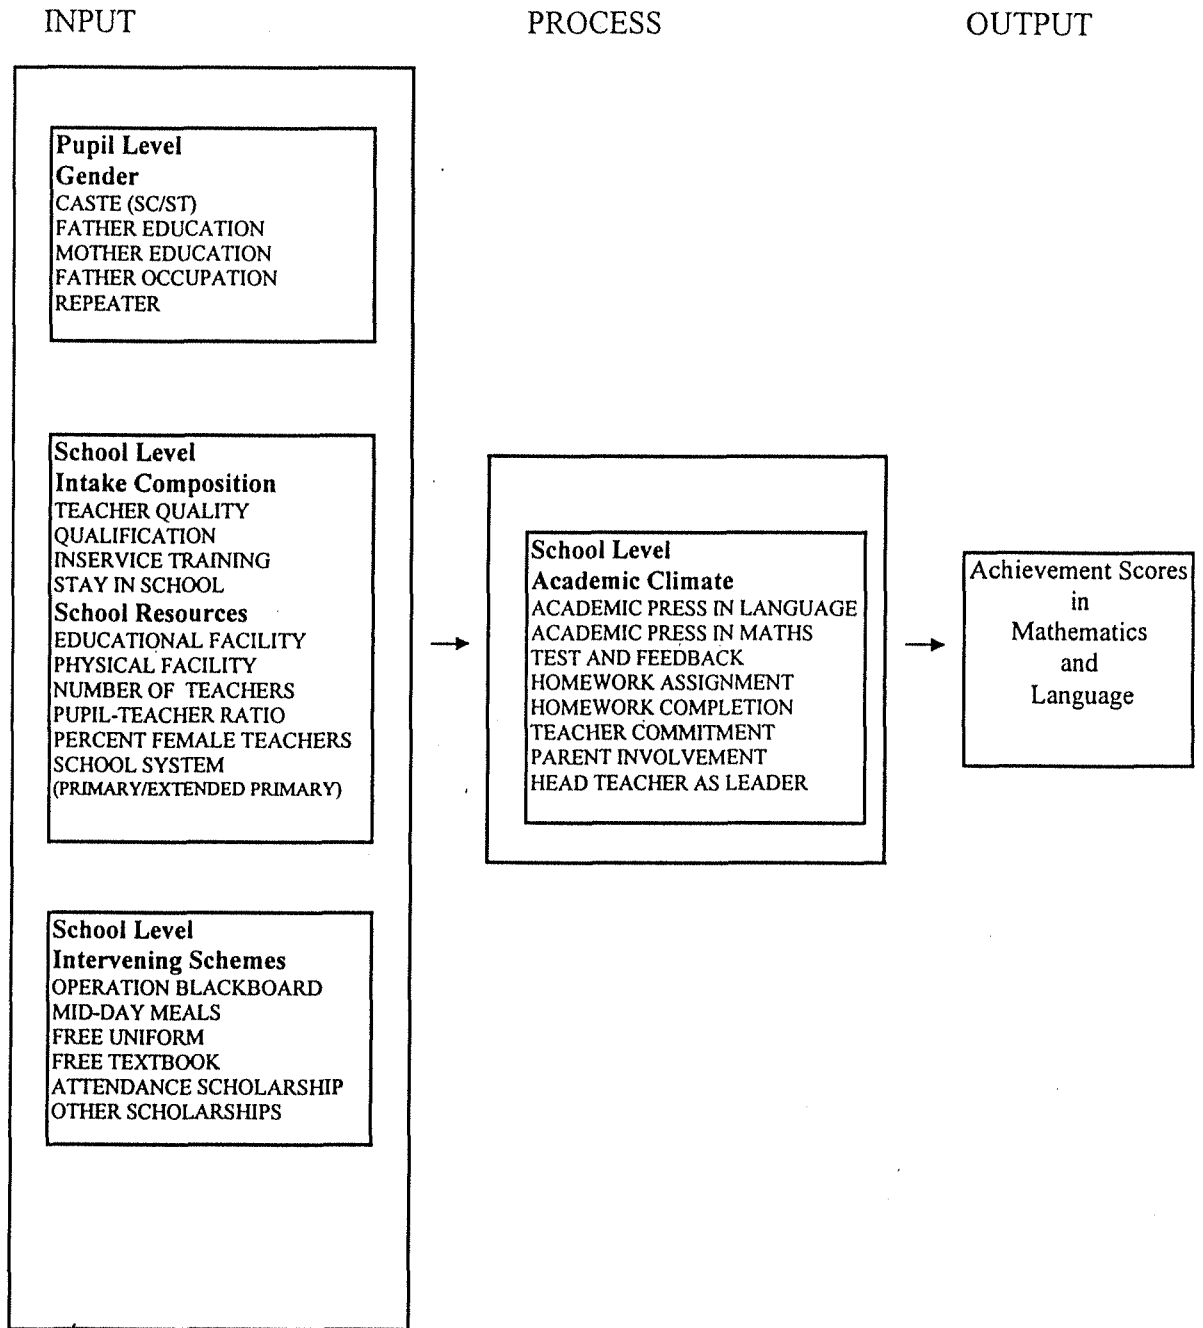 INPUT
PROCESS
OUTPUT
Pupil Level
Gender
CASTE (SC/ST)
FATHER EDUCATION
MOTHER EDUCATION
FATHER OCCUPATION
REPEATER
School Level
Intake Composition
TEACHER QUALITY
QUALIFICATION
INSERVICE TRAINING
STAY IN SCHOOL
School Resources
EDUCATIONAL FACILITY
PHYSICAL FACILITY
NUMBER OF TEACHERS
PUPIL-TEACHER RATIO
PERCENT FEMALE TEACHERS
SCHOOL SYSTEM
(PRIMARY/EXTENDED PRIMARY)
School Level
Intervening Schemes
OPERATION BLACKBOARD
MID-DAY MEALS
FREE UNIFORM
FREE TEXTBOOK
ATTENDANCE SCHOLARSHIP
OTHER SCHOLARSHIPS
School Level
Academic Climate
ACADEMIC PRESS IN LANGUAGE
ACADEMIC PRESS IN MATHS
TEST AND FEEDBACK
HOMEWORK ASSIGNMENT
HOMEWORK COMPLETION
TEACHER COMMITMENT
PARENT INVOLVEMENT
HEAD TEACHER AS LEADER
Achievement Scores
in
Mathematics
and
Language